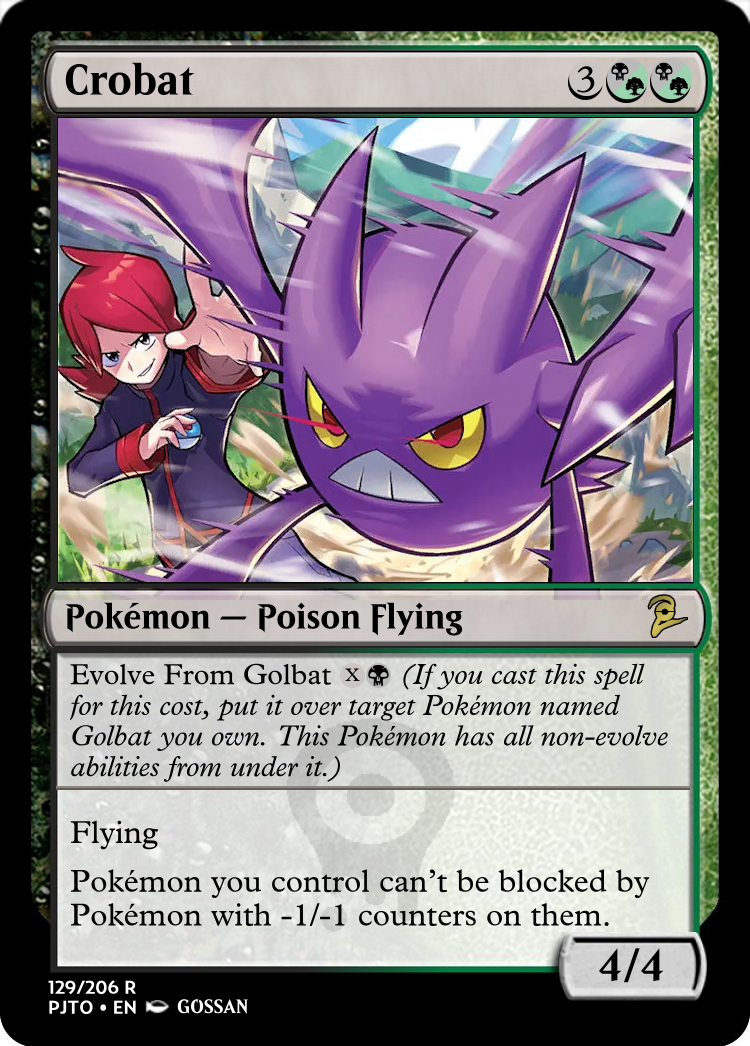 Crobat 3
Pokémon — Poison Flying
Evolve From Golbat X (If you cast this spell
for this cost, put it over target Pokémon named
Golbat you own. This Pokémon has all non-evolve
abilities from under it.)
Flying
Pokémon you control can't be blocked by
Pokémon with -1/-1 counters on them.
4/4
129/206 R
PJTO • EN GOSSAN